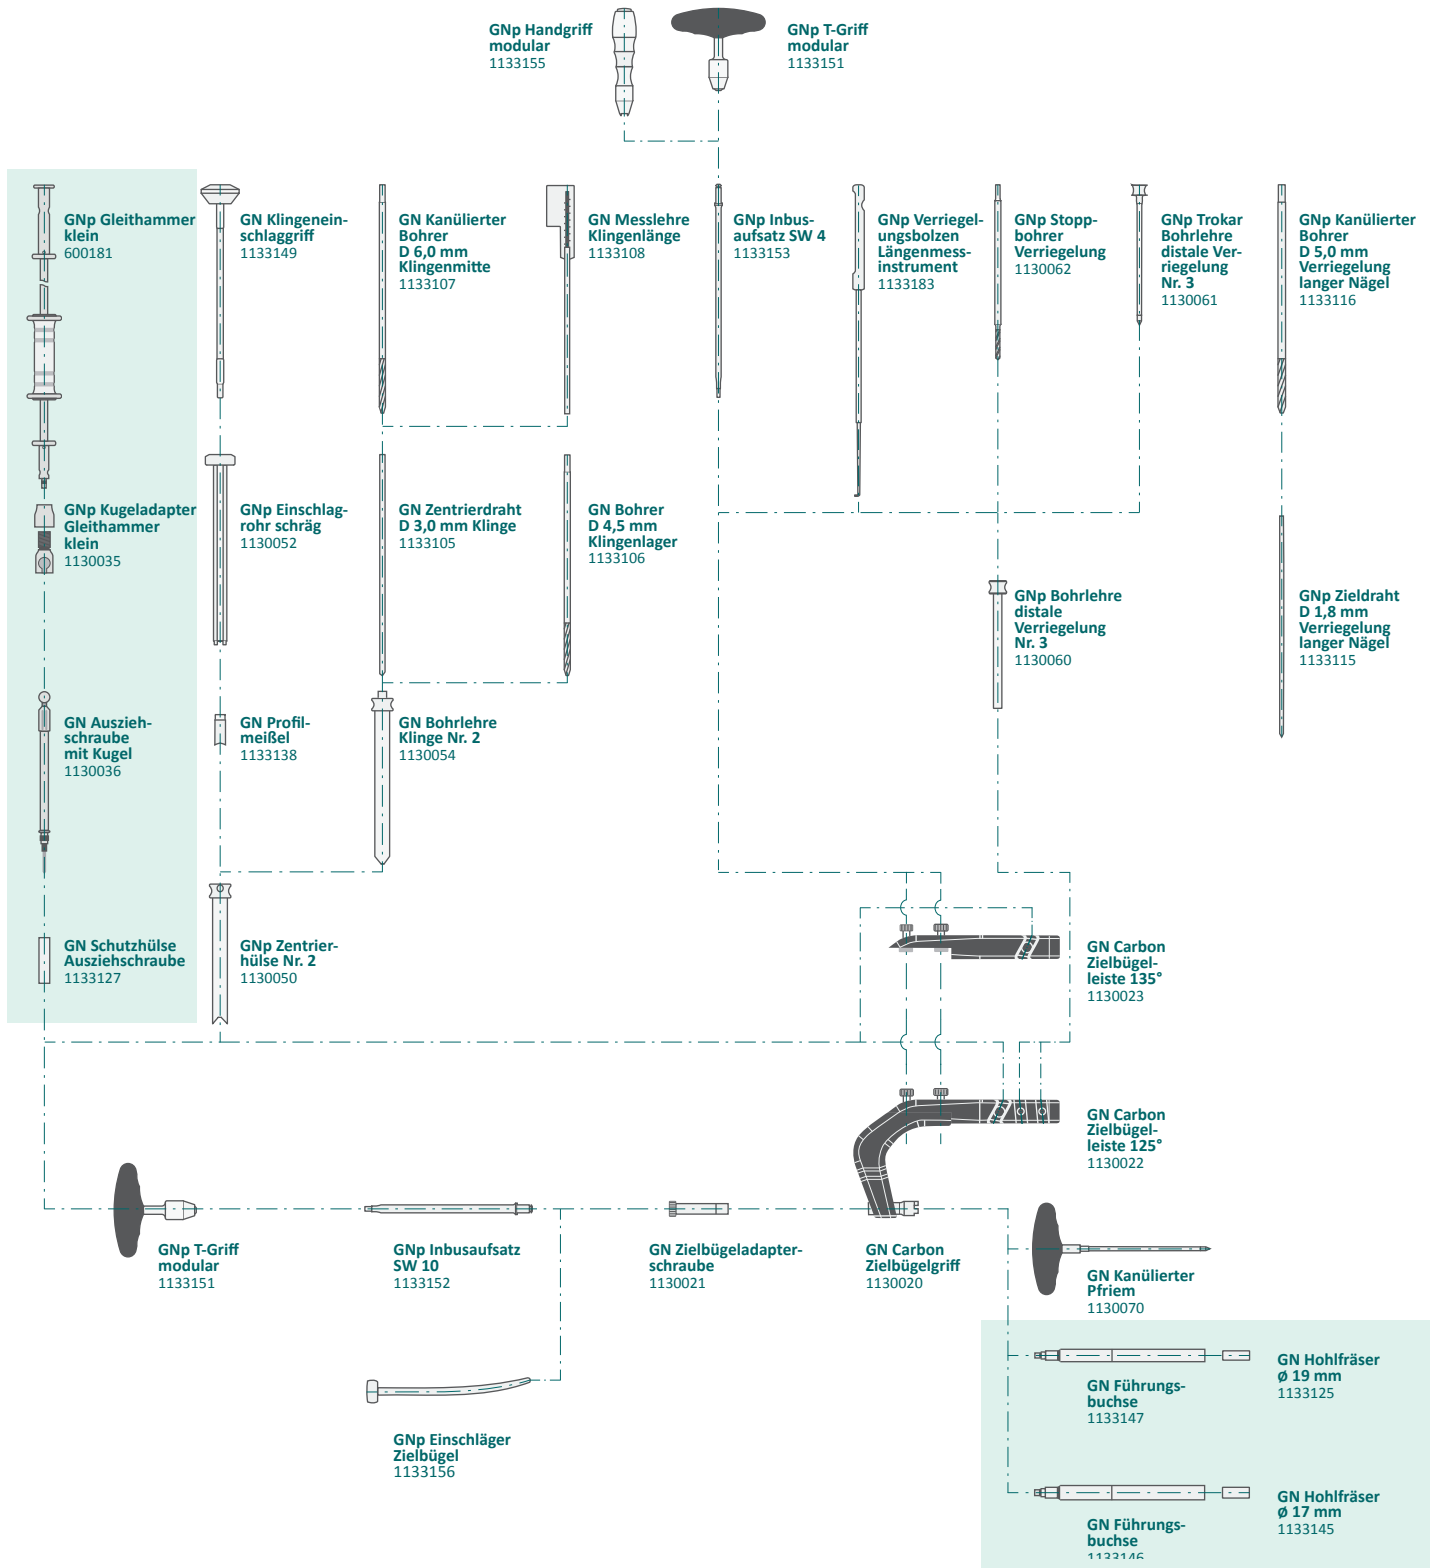 GNp Handgriff
modular
1133155
GNp T-Griff
modular
1133151
GNp Gleithammer
klein
600181
GN Klingenein-
schlaggriff
1133149
GN Kanülierter
Bohrer
D 6,0 mm
Klingenmitte
1133107
GN Messlehre
Klingenlänge
1133108
GNp Inbus-
aufsatz SW 4
1133153
GNp Verriegel-
ungsbolzen
Längenmess-
instrument
1133183
GNp Stopp-
bohrer
Verriegelung
1130062
GNp Trokar
Bohrlehre
distale Ver-
riegelung
Nr. 3
1130061
GNp Kanülierter
Bohrer
D 5,0 mm
Verriegelung
langer Nägel
1133116
GNp Kugeladapter
Gleithammer
klein
1130035
GNp Einschlag-
rohr schräg
1130052
GN Zentrierdraht
D 3,0 mm Klinge
1133105
GN Bohrer
D 4,5 mm
Klingenlager
1133106
GNp Bohrlehre
distale
Verriegelung
Nr. 3
1130060
GNp Zieldraht
D 1,8 mm
Verriegelung
langer Nägel
1133115
GN Auszieh-
schraube
mit Kugel
1130036
GN Profil-
meißel
1133138
GN Bohrlehre
Klinge Nr. 2
1130054
GN Schutzhülse
Ausziehschraube
1133127
GNp Zentrier-
hülse Nr. 2
1130050
GN Carbon
Zielbügel-
leiste 135°
1130023
GN Carbon
Zielbügel-
leiste 125°
1130022
GNp T-Griff
modular
1133151
GNp Inbusaufsatz
SW 10
1133152
GN Zielbügeladapter-
schraube
1130021
GN Carbon
Zielbügelgriff
1130020
GN Kanülierter
Pfriem
1130070
GN Führungs-
buchse
1133147
GN Hohlfräser
ø 19 mm
1133125
GNp Einschläger
Zielbügel
1133156
GN Führungs-
buchse
1133146
GN Hohlfräser
ø 17 mm
1133145